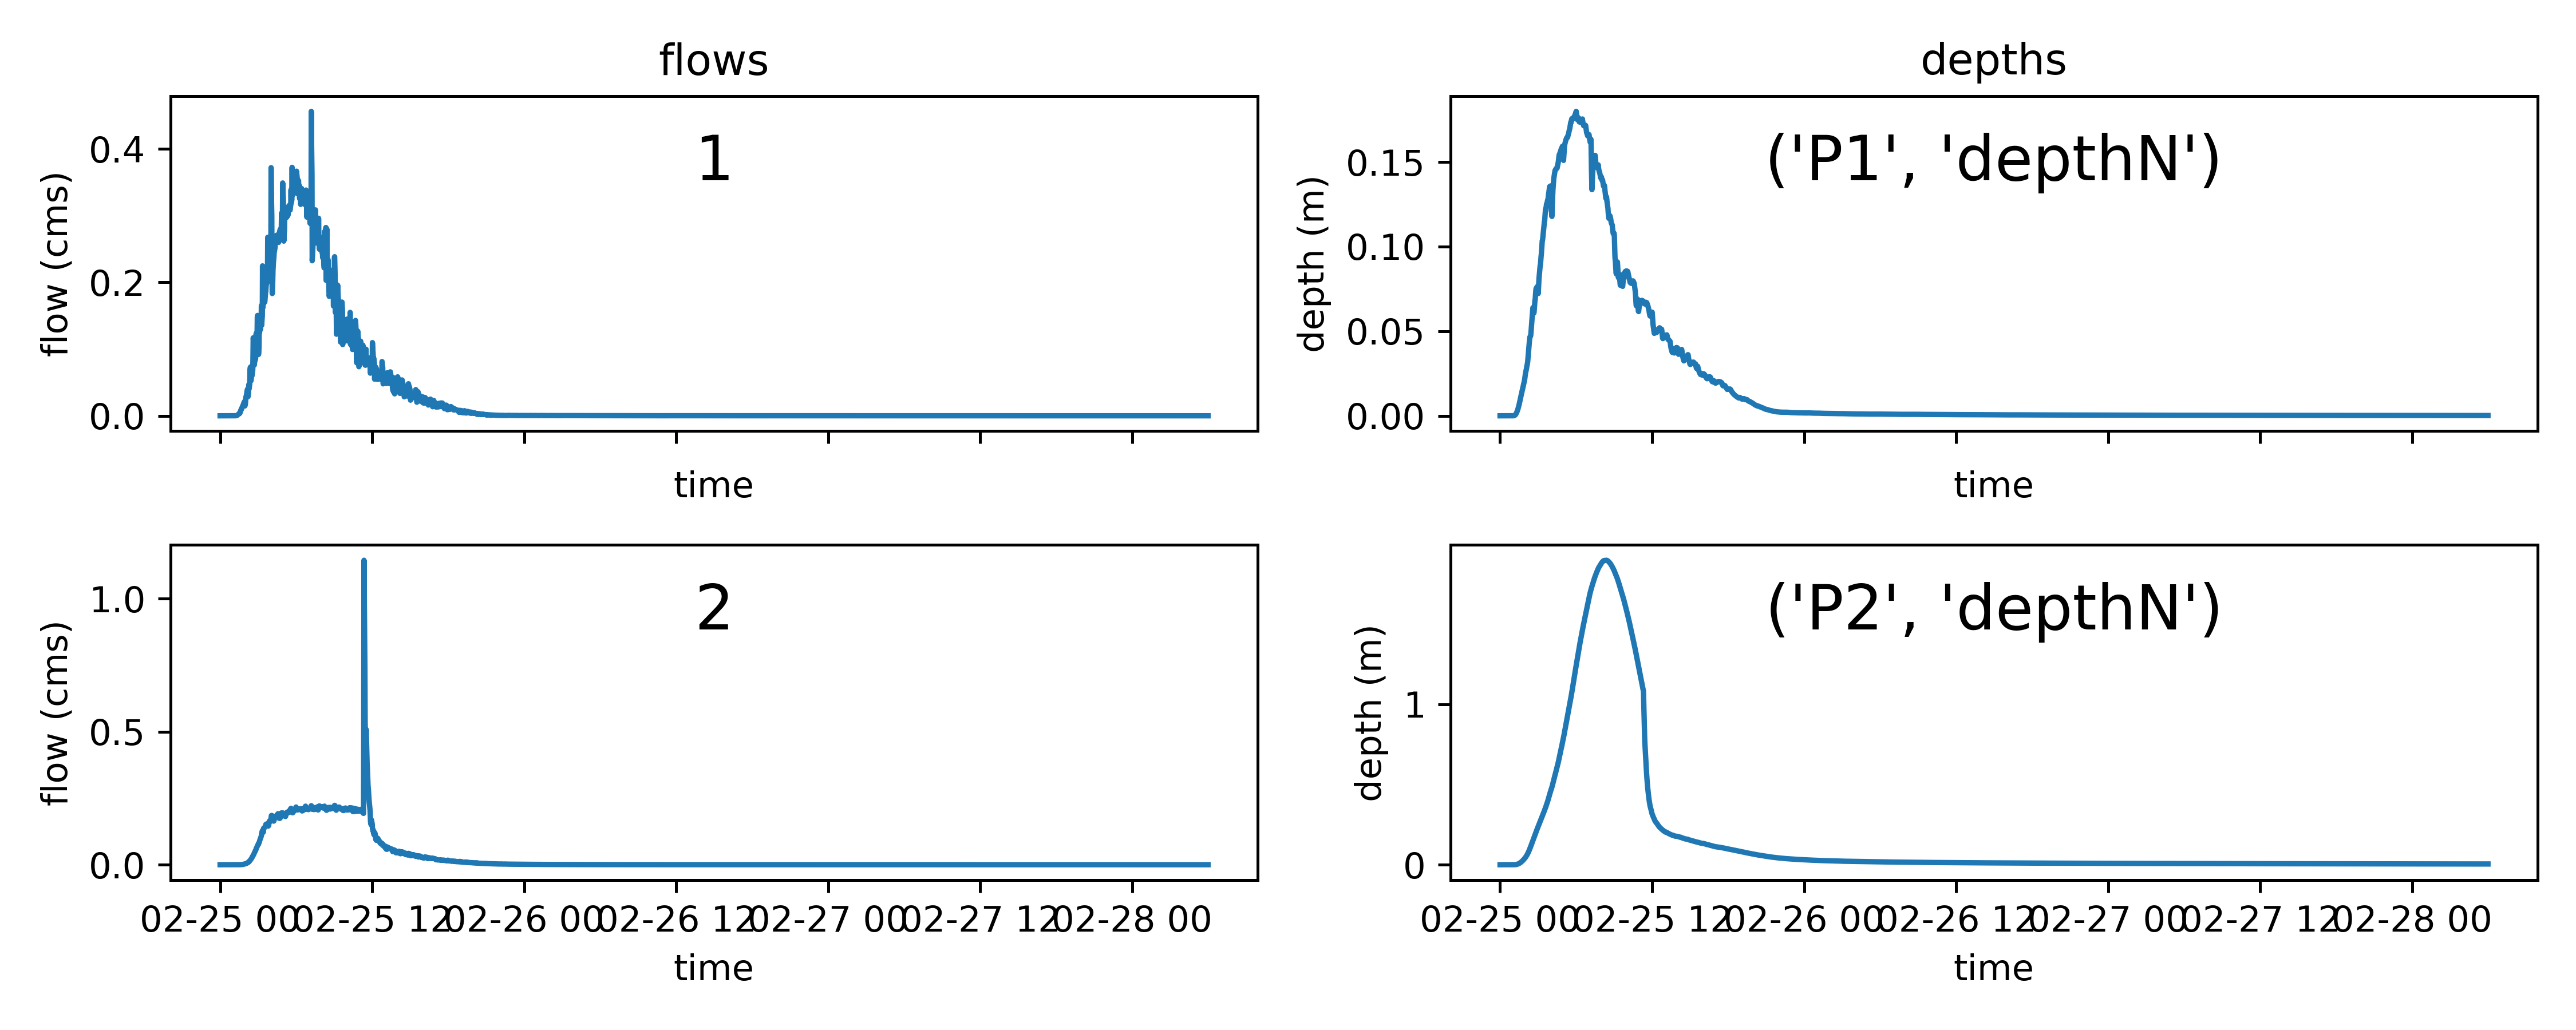 flows
depths
flow (cms)
0.4
0.2
0.0
1
time
depth (m)
0.15
0.10
0.05
0.00
('P1', 'depthN')
time
flow (cms)
1.0
0.5
0.0
2
02-25 00
02-25 12
02-26 00
02-26 12
02-27 00
02-27 12
02-28 00
time
depth (m)
1
0
('P2', 'depthN')
02-25 00
02-25 12
02-26 00
02-26 12
02-27 00
02-27 12
02-28 00
time